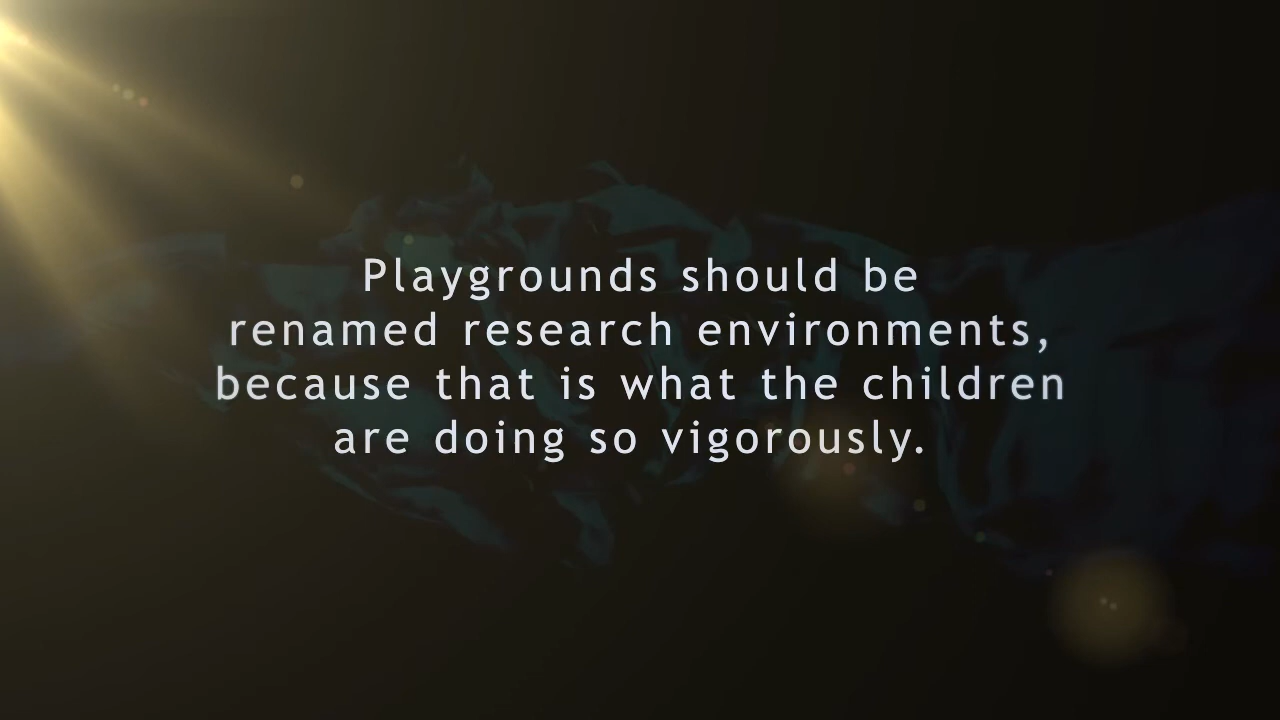 Playgrounds should be
renamed research environments,
because that is what the children
are doing so vigorously.